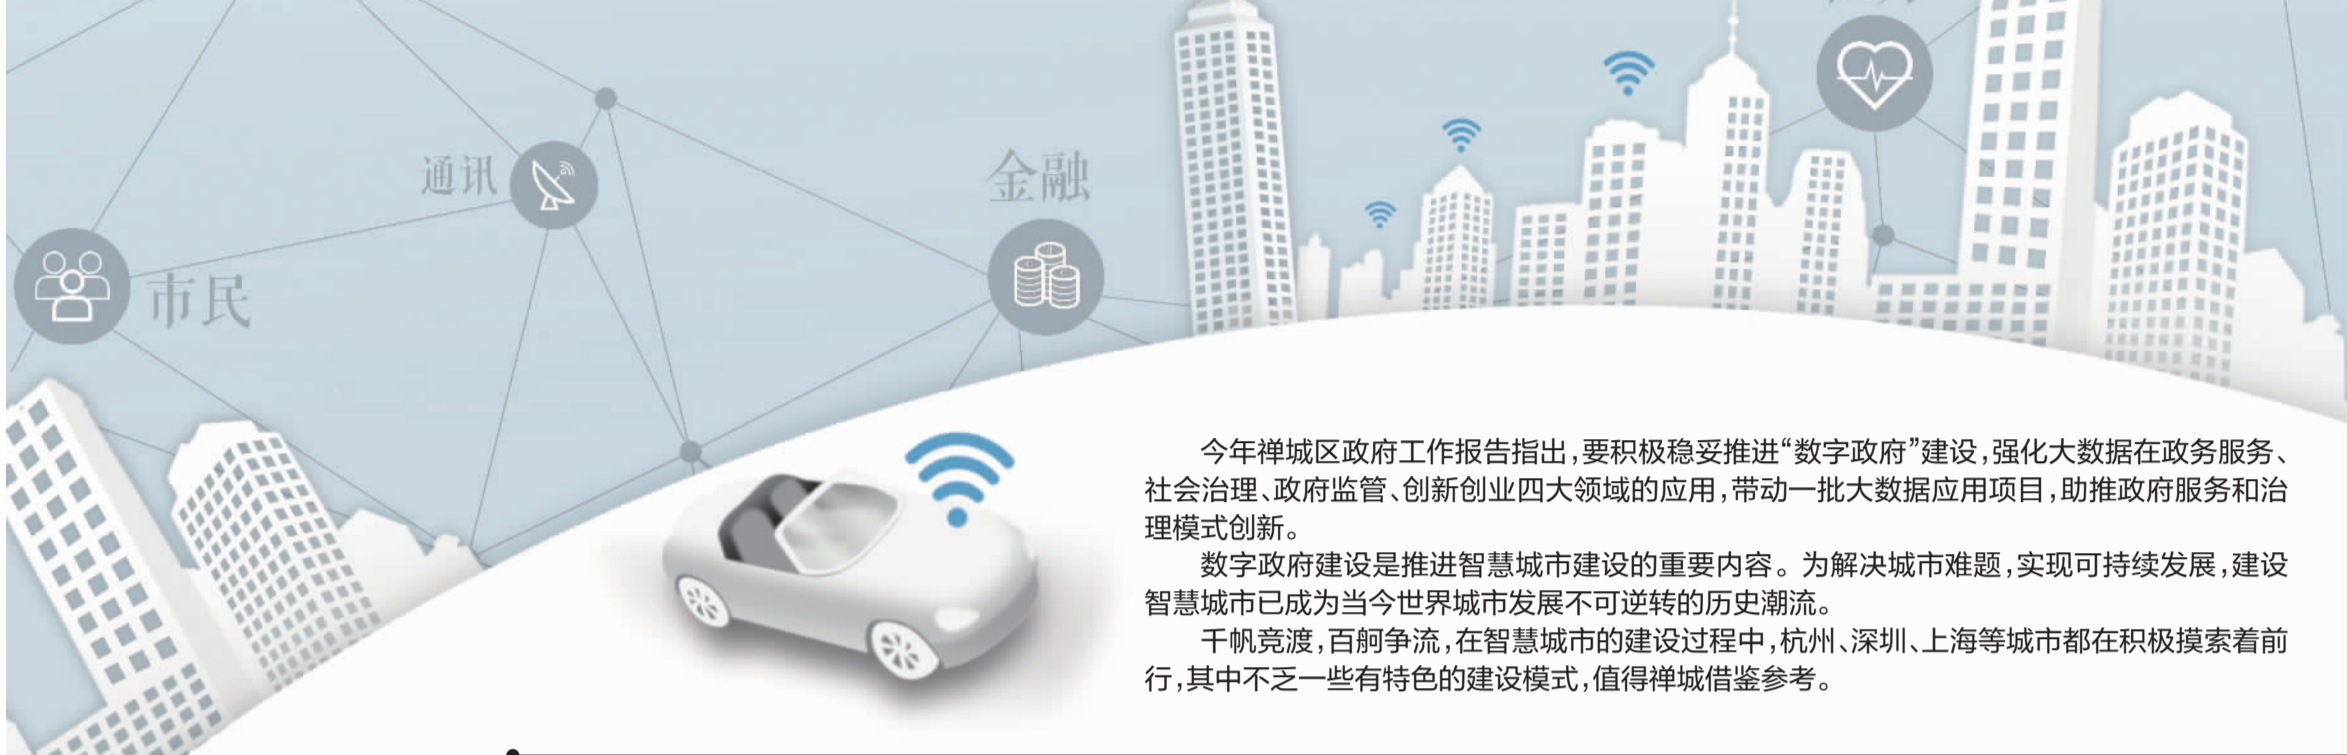 通讯
金融
市民
今年禅城区政府工作报告指出，要积极稳妥推进“数字政府”建设，强化大数据在政务服务、
社会治理、政府监管、创新创业四大领域的应用，带动一批大数据应用项目，助推政府服务和治
理模式创新。
数字政府建设是推进智慧城市建设的重要内容。为解决城市难题，实现可持续发展，建设
智慧城市已成为当今世界城市发展不可逆转的历史潮流。
千帆竞渡，百舸争流，在智慧城市的建设过程中，杭州、深圳、上海等城市都在积极摸索着前
行，其中不乏一些有特色的建设模式，值得禅城借鉴参考。